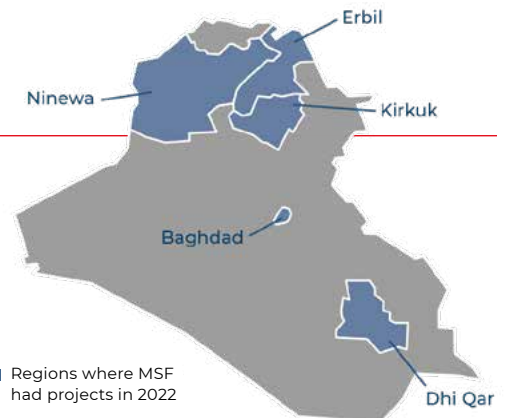 Erbil
Ninewa
Kirkuk
Baghdad
Regions where MSF
had projects in 2022
Dhi Qar